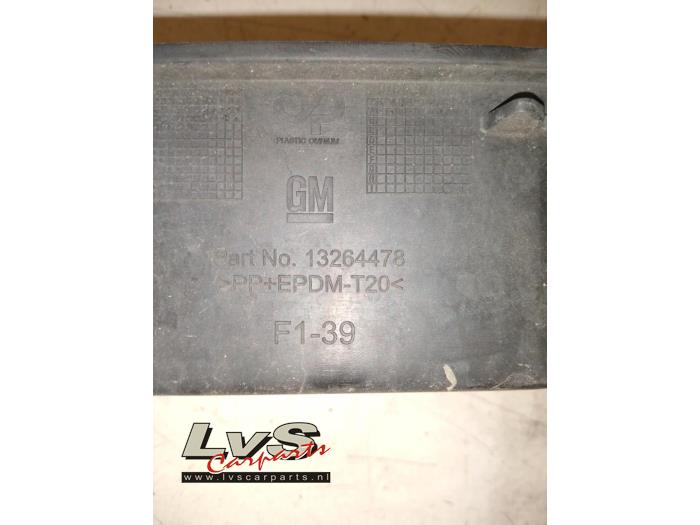 PLASTIC OMNIUM
GM
Part No. 13264478
>PP+EPDM-T20<
F1-39
LvS
Carparts
www.lvscarparts.nl